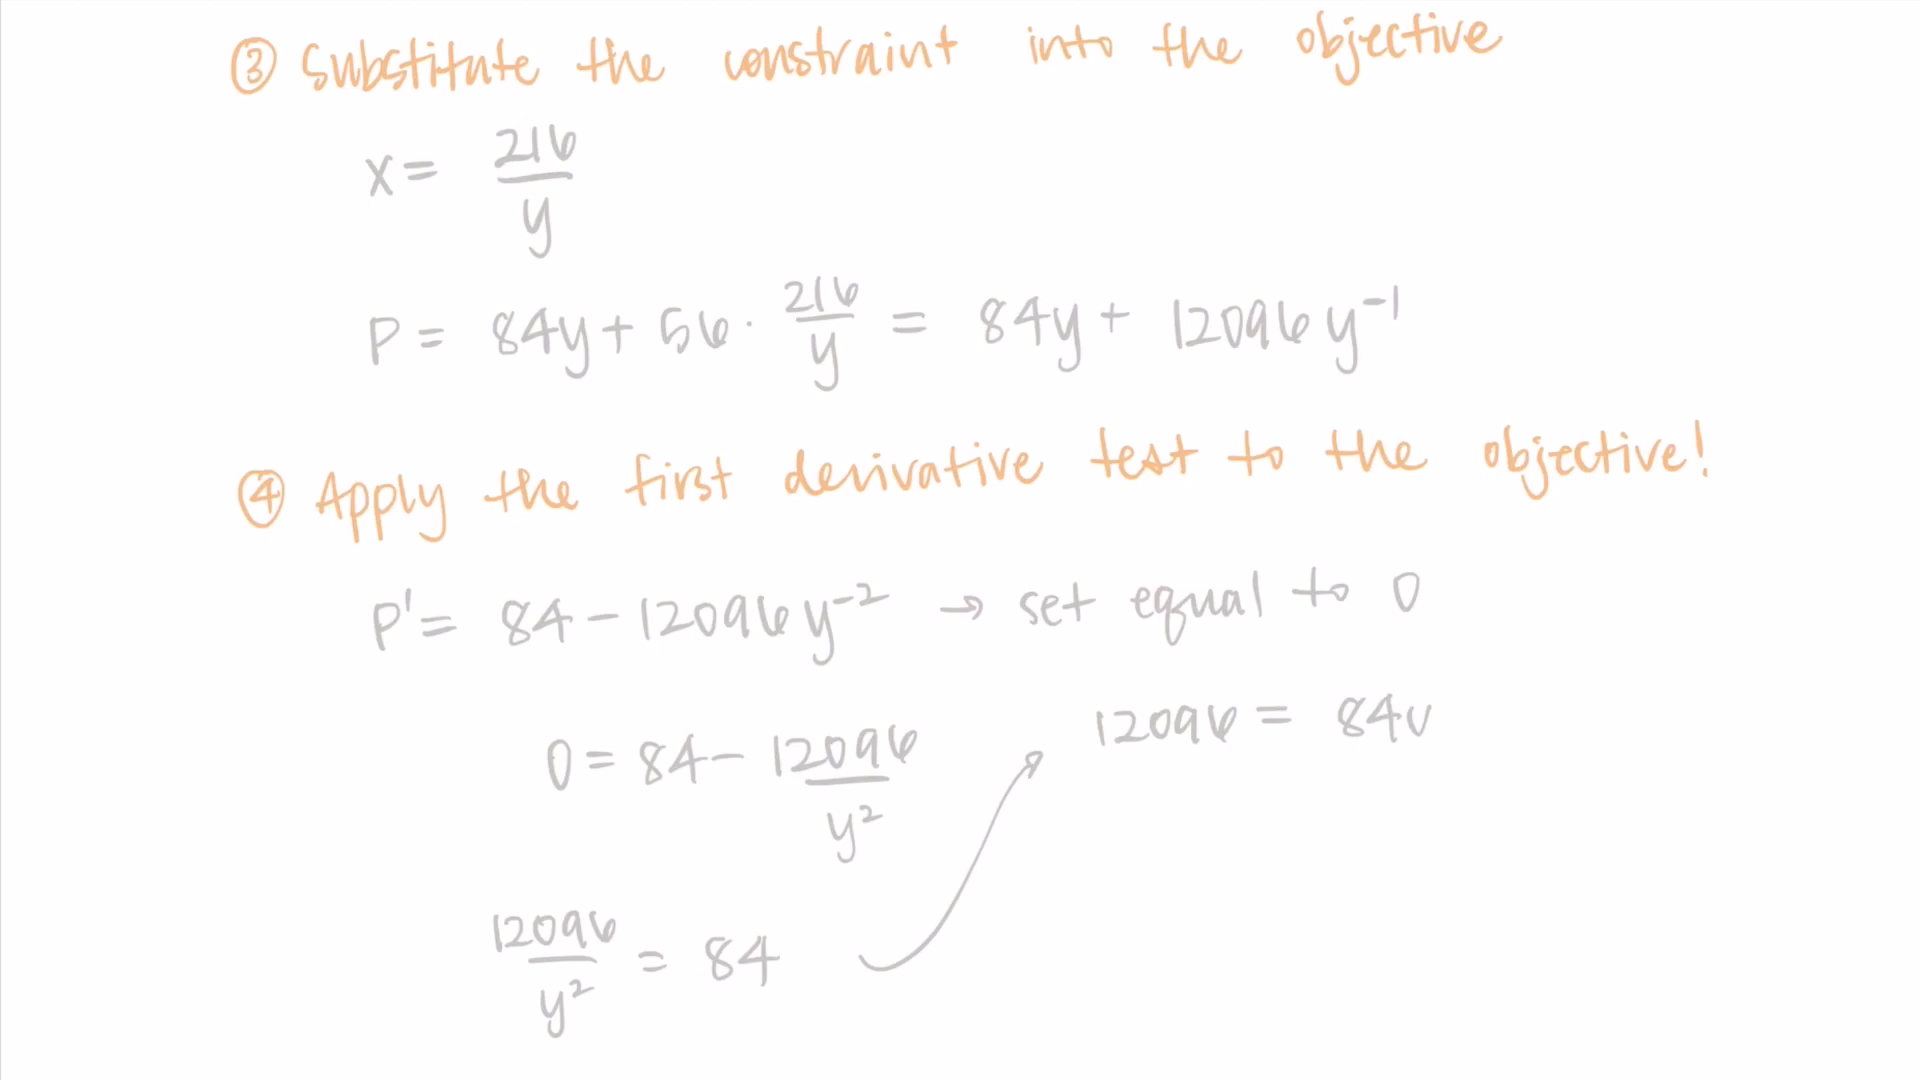 ③ Substitute the constraint into the objective
x = 216/y
P = 84y + 56 · 216/y = 84y + 12096y⁻¹
④ Apply the first derivative test to the objective!
P' = 84 - 12096y⁻² → set equal to 0
0 = 84 - 12096/y²
12096/y² = 84
12096 = 84